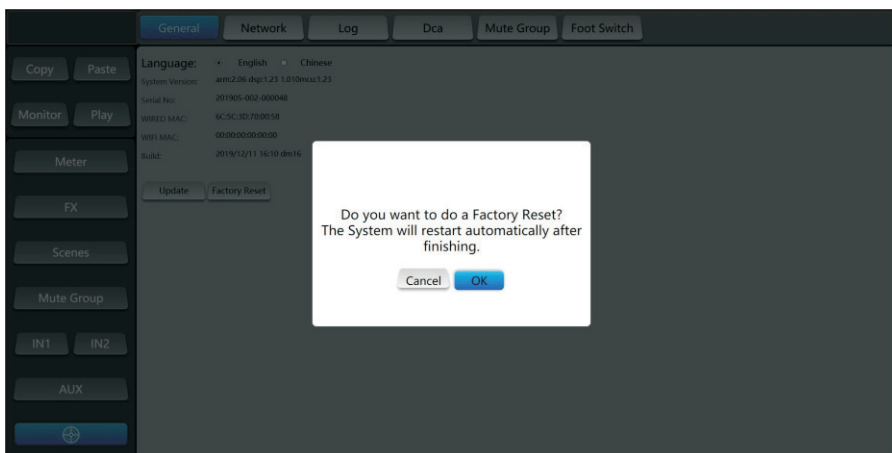 General Network Log Dca Mute Group Foot Switch
Copy Paste
Monitor Play
Meter
FX
Scenes
Mute Group
IN1 IN2
AUX
Language: English Chinese
System Version: arm:2.06 dsp:1.23 1.010mcu:1.23
Serial No: 201905-002-000048
WIRED MAC: 6C:5C:3D:70:00:58
WIFI MAC: 00:00:00:00:00:00
Build: 2019/12/11 16:10 dm16
Update Factory Reset
Do you want to do a Factory Reset?
The System will restart automatically after
finishing.
Cancel OK